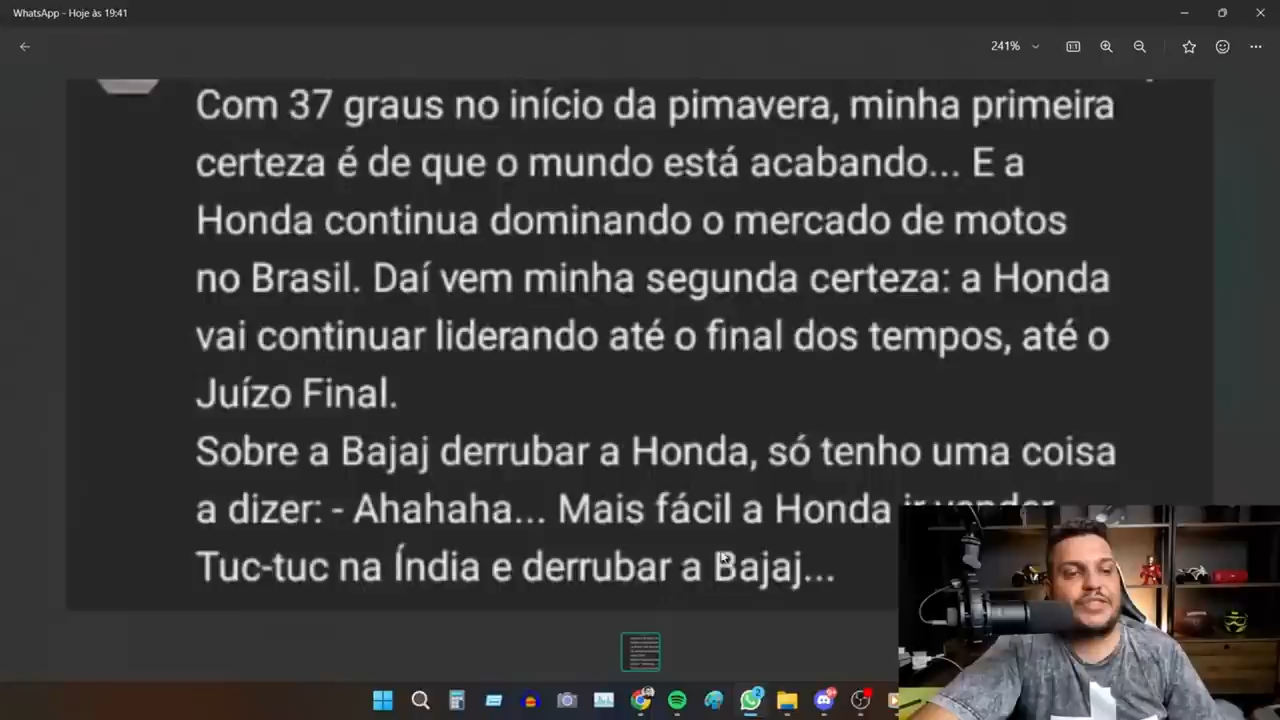 WhatsApp - Hoje às 19:41
241%
Com 37 graus no início da pimavera, minha primeira
certeza é de que o mundo está acabando... E a
Honda continua dominando o mercado de motos
no Brasil. Daí vem minha segunda certeza: a Honda
vai continuar liderando até o final dos tempos, até o
Juízo Final.
Sobre a Bajaj derrubar a Honda, só tenho uma coisa
a dizer: - Ahahaha... Mais fácil a Honda ir vender
Tuc-tuc na Índia e derrubar a Bajaj...